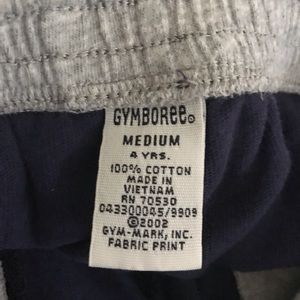 GYMBOREE®
MEDIUM
4 YRS.
100% COTTON
MADE IN
VIETNAM
RN 70530
043300045/9909
©2002
GYM-MARK, INC.
FABRIC PRINT